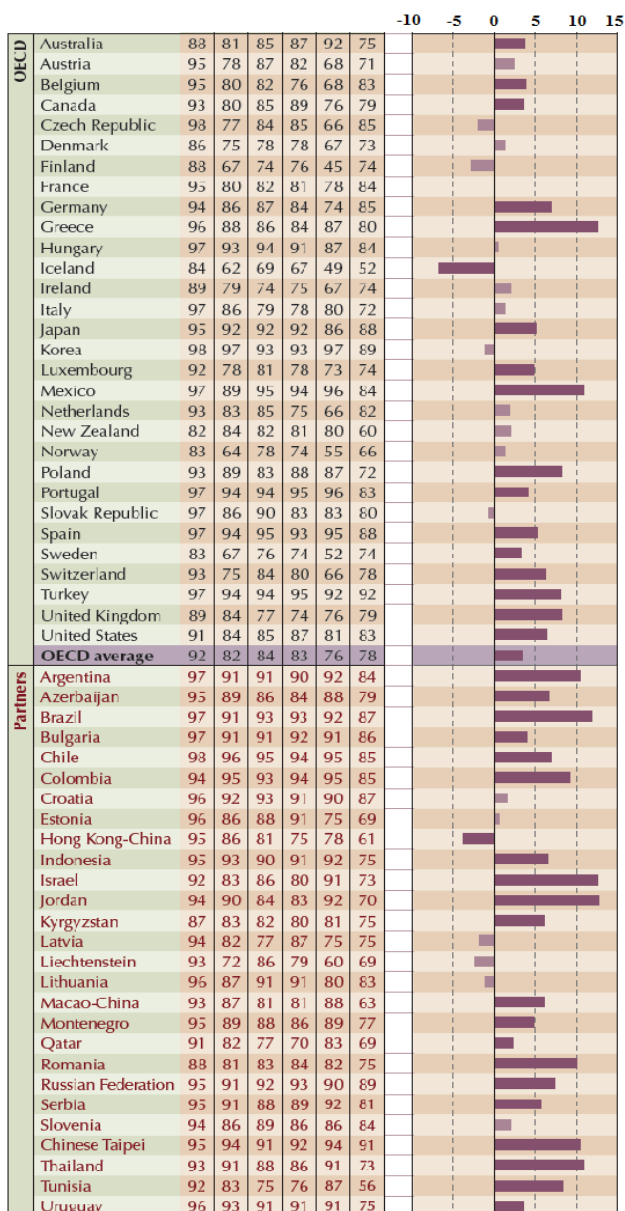 -10 -5 0 5 10 15
OECD
Australia 88 81 85 87 92 75
Austria 95 78 87 82 68 71
Belgium 95 80 82 76 68 83
Canada 93 80 85 89 76 79
Czech Republic 98 77 84 85 66 85
Denmark 86 75 78 78 67 73
Finland 88 67 74 76 45 74
France 95 80 82 81 78 84
Germany 94 86 87 84 74 85
Greece 96 88 86 84 87 80
Hungary 97 93 94 91 87 84
Iceland 84 62 69 67 49 52
Ireland 89 79 74 75 67 74
Italy 97 86 79 78 80 72
Japan 95 92 92 92 86 88
Korea 98 97 93 93 97 89
Luxembourg 92 78 81 78 73 74
Mexico 97 89 95 94 96 84
Netherlands 93 83 85 75 66 82
New Zealand 82 84 82 81 80 60
Norway 83 64 78 74 55 66
Poland 93 89 83 88 87 72
Portugal 97 94 94 95 96 83
Slovak Republic 97 86 90 83 83 80
Spain 97 94 95 93 95 88
Sweden 83 67 76 74 52 74
Switzerland 93 75 84 80 66 78
Turkey 97 94 94 95 92 92
United Kingdom 89 84 77 74 76 79
United States 91 84 85 87 81 83
OECD average 92 82 84 83 76 78
Partners
Argentina 97 91 91 90 92 84
Azerbaijan 95 89 86 84 88 79
Brazil 97 91 93 93 92 87
Bulgaria 97 91 91 92 91 86
Chile 98 96 95 94 95 85
Colombia 94 95 93 94 95 85
Croatia 96 92 93 91 90 87
Estonia 96 86 88 91 75 69
Hong Kong-China 95 86 81 75 78 61
Indonesia 95 93 90 91 92 75
Israel 92 83 86 80 91 73
Jordan 94 90 84 83 92 70
Kyrgyzstan 87 83 82 80 81 75
Latvia 94 82 77 87 75 75
Liechtenstein 93 72 86 79 60 69
Lithuania 96 87 91 91 80 83
Macao-China 93 87 81 81 88 63
Montenegro 95 89 88 86 89 77
Qatar 91 82 77 70 83 69
Romania 88 81 83 84 82 75
Russian Federation 95 91 92 93 90 89
Serbia 95 91 88 89 92 81
Slovenia 94 86 89 86 86 84
Chinese Taipei 95 94 91 92 94 91
Thailand 93 91 88 86 91 73
Tunisia 92 83 75 76 87 56
Uruguay 96 93 91 91 91 75